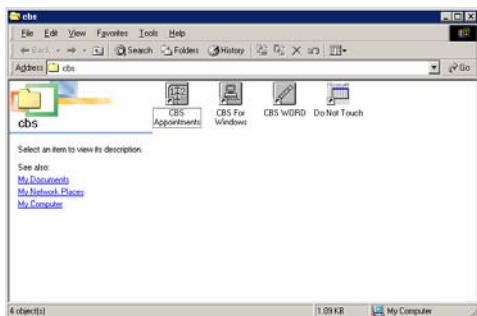 cbs
File Edit View Favorites Tools Help
Back Search Folders History
Address cbs Go
CBS Appointments
CBS For Windows
CBS WORD
Do Not Touch
cbs
Select an item to view its description.
See also:
My Documents
My Network Places
My Computer
4 object(s) 1.09 KB My Computer